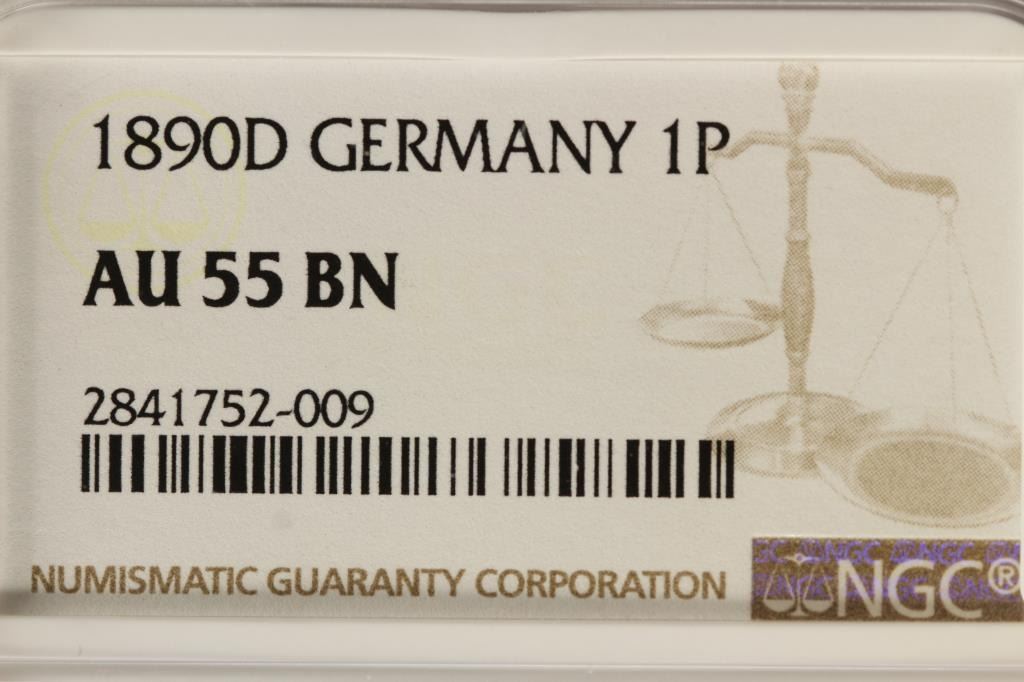 1890D GERMANY 1P
AU 55 BN
2841752-009
NUMISMATIC GUARANTY CORPORATION
NGC®